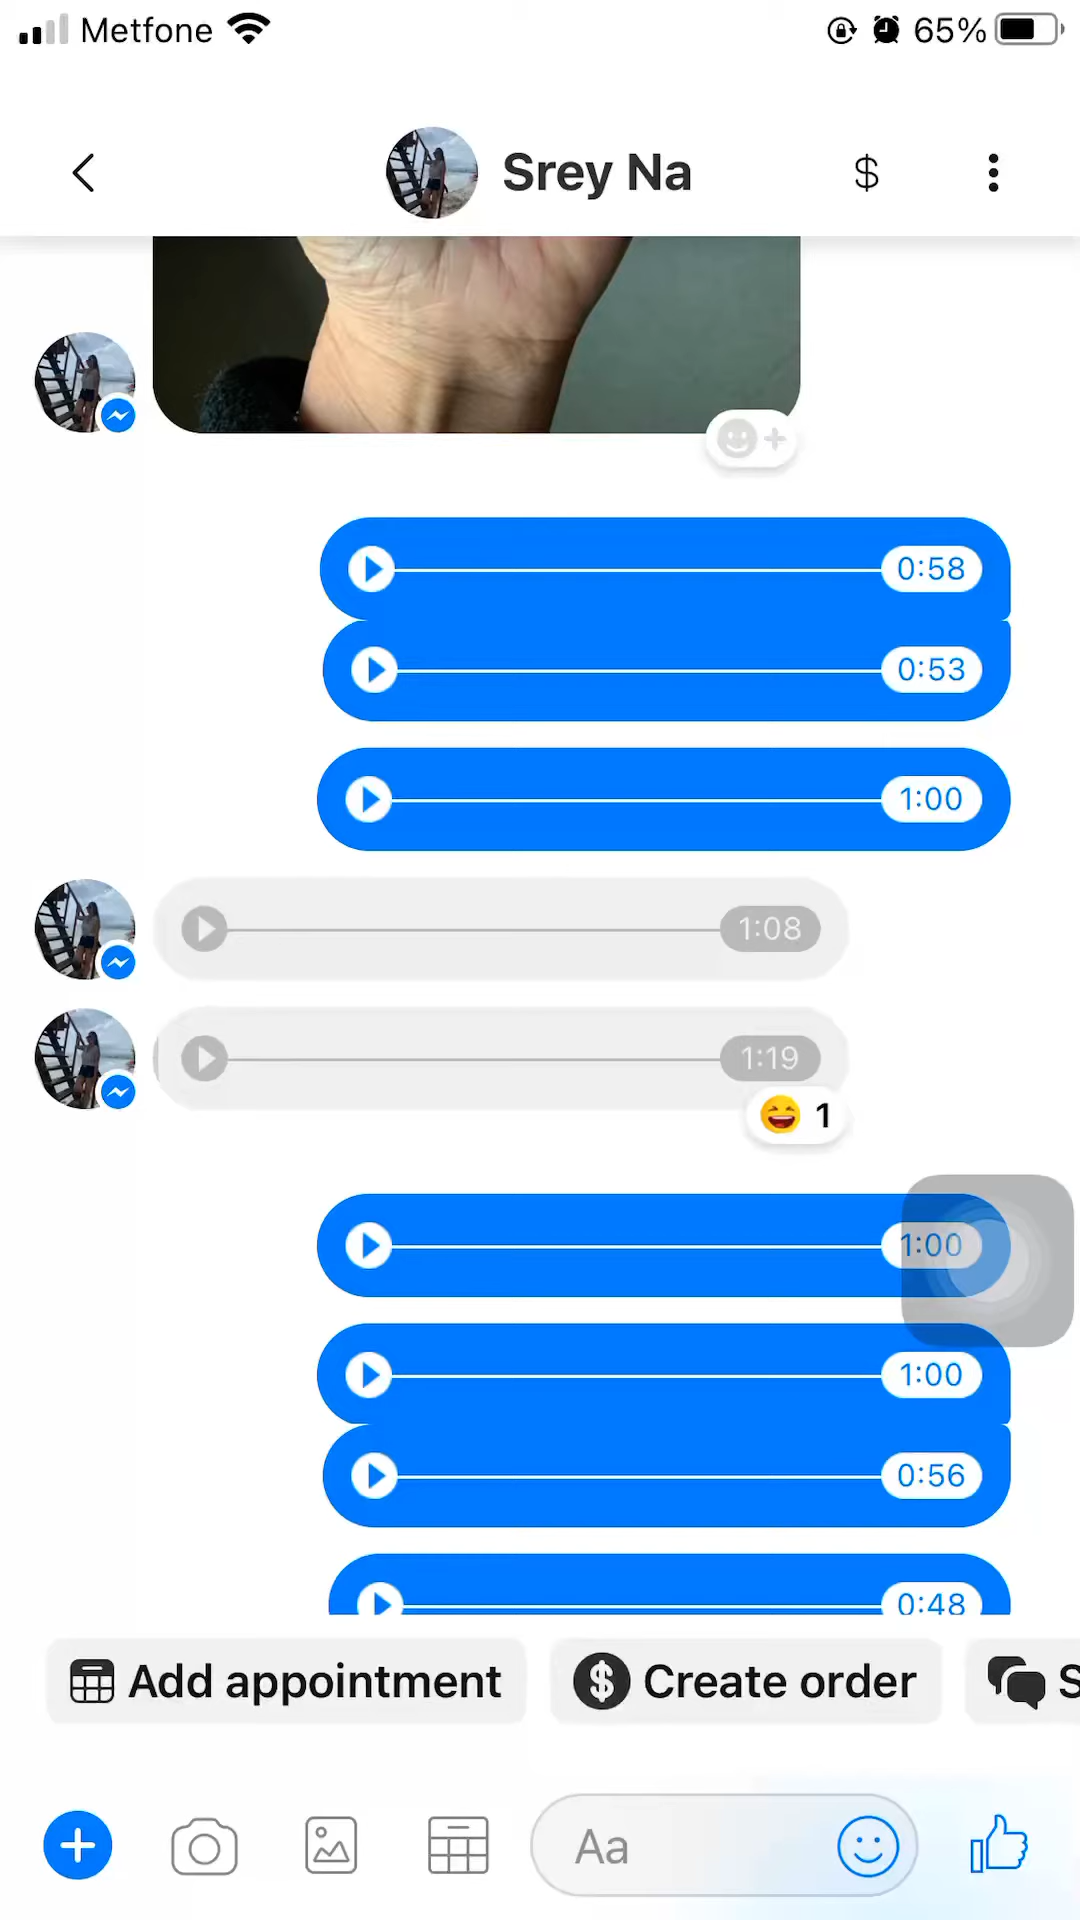 Metfone 65%
Srey Na
0:58
0:53
1:00
1:08
1:19
1
1:00
1:00
0:56
0:48
Add appointment Create order S
Aa